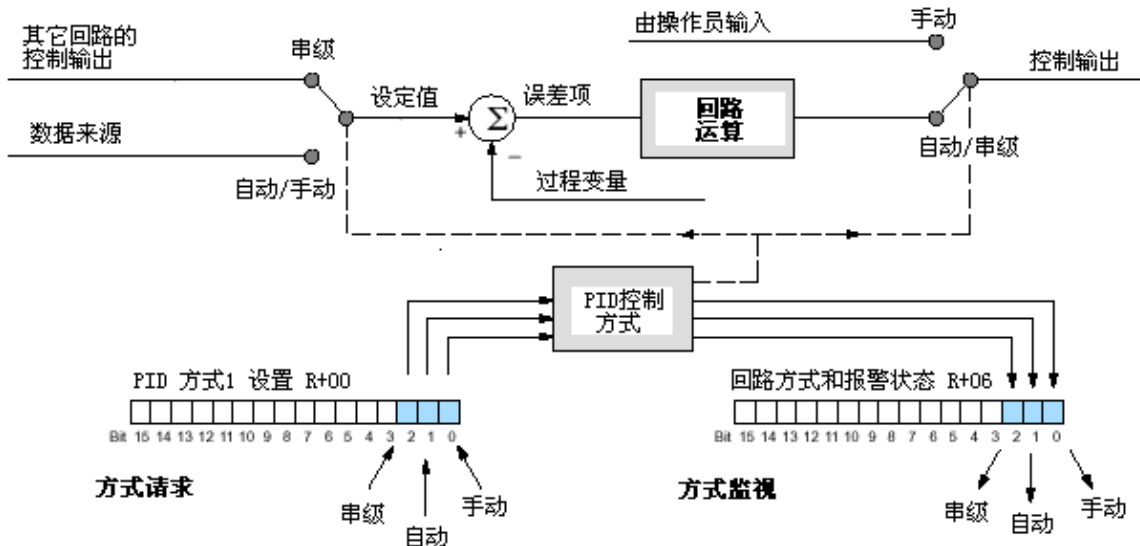 其它回路的
控制输出
串级
由操作员输入
手动
控制输出
设定值
误差项
Σ
+
−
回路
运算
数据来源
自动/手动
过程变量
自动/串级
PID控制
方式
PID 方式1 设置 R+00
Bit 15 14 13 12 11 10 9 8 7 6 5 4 3 2 1 0
方式请求
串级
自动
手动
回路方式和报警状态 R+06
Bit 15 14 13 12 11 10 9 8 7 6 5 4 3 2 1 0
方式监视
串级
自动
手动